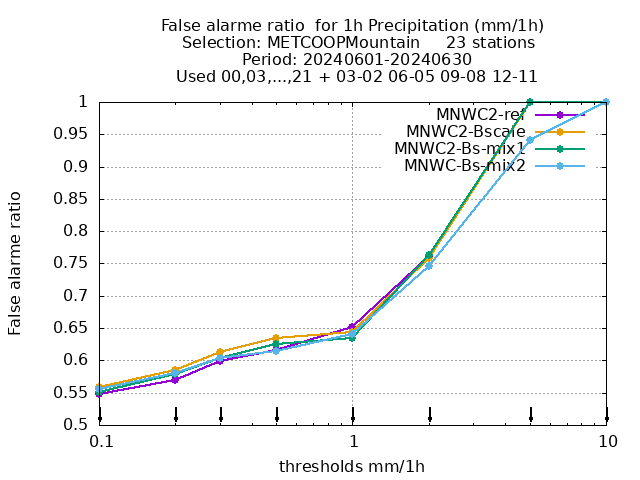 False alarme ratio  for 1h Precipitation (mm/1h)
Selection: METCOOPMountain     23 stations
Period: 20240601-20240630
Used 00,03,...,21 + 03-02 06-05 09-08 12-11
1
0.95
0.9
0.85
0.8
0.75
0.7
0.65
0.6
0.55
0.5
False alarme ratio
MNWC2-ref
MNWC2-Bscale
MNWC2-Bs-mix1
MNWC-Bs-mix2
0.1 1 10
thresholds mm/1h